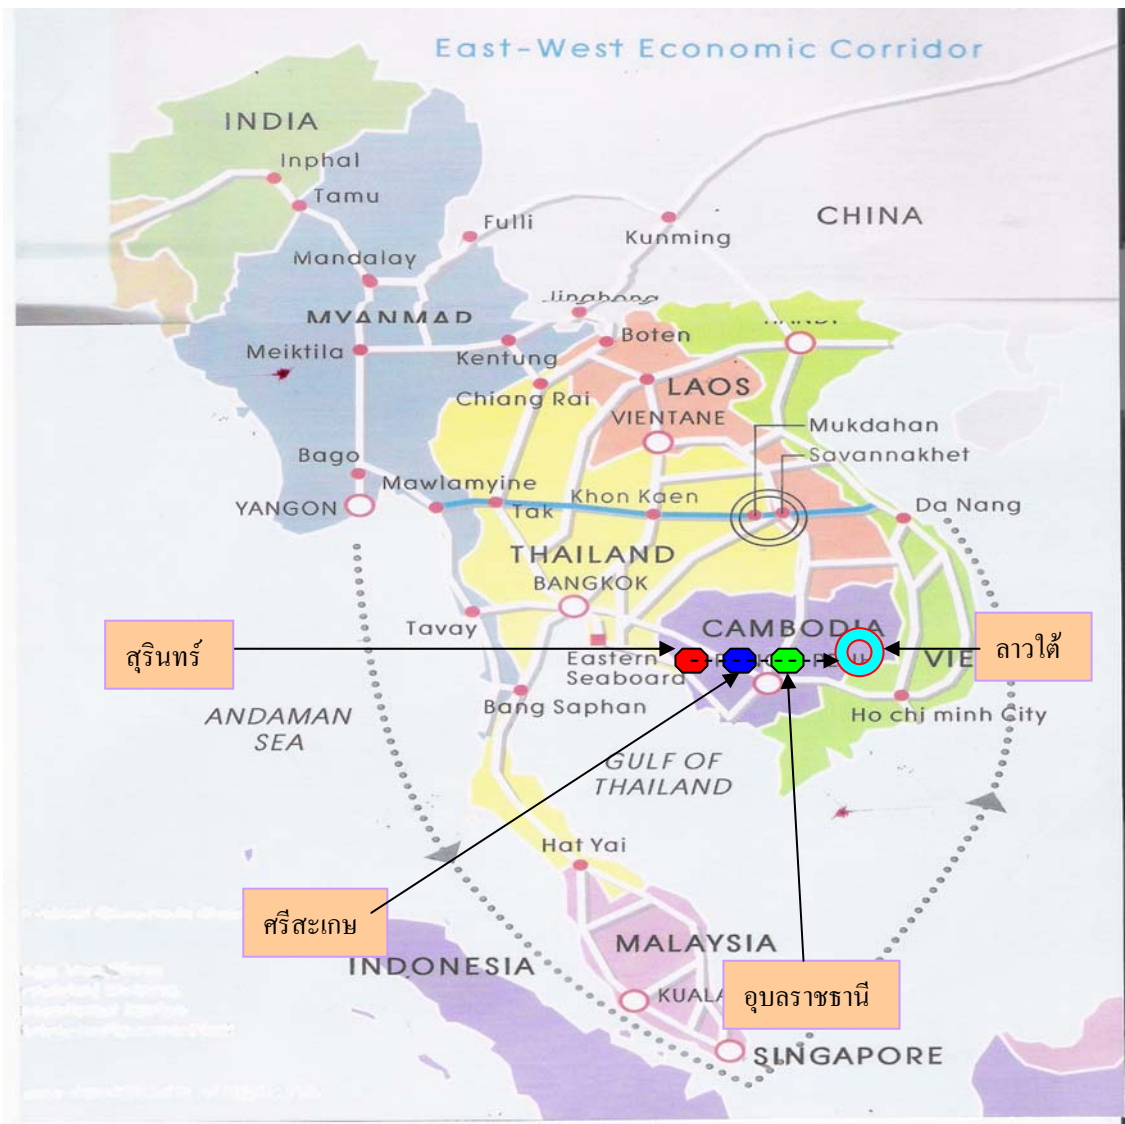 East-West Economic Corridor
INDIA
Inphal
Tamu
Fulli
CHINA
Kunming
Mandalay
Jinghong
MYANMAR
Boten
Meiktila
Kentung
LAOS
Chiang Rai
VIENTANE
Mukdahan
Savannakhet
Bago
Mawlamyine
Khon Kaen
YANGON
Tak
Da Nang
THAILAND
BANGKOK
Tavay
CAMBODIA
สุรินทร์
ลาวใต้
Eastern
Seaboard
VIE
Bang Saphan
Ho chi minh City
ANDAMAN
SEA
GULF OF
THAILAND
Hat Yai
ศรีสะเกษ
MALAYSIA
INDONESIA
KUALA
อุบลราชธานี
SINGAPORE